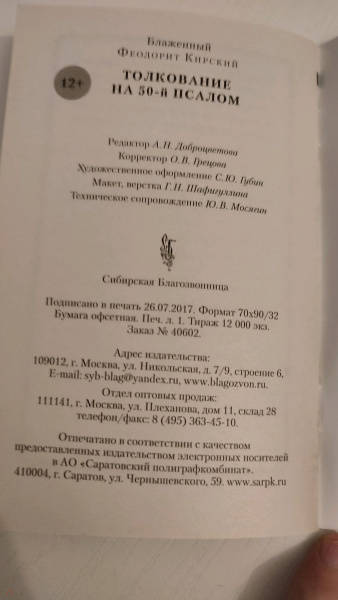 Блаженный
Феодорит Кирский
ТОЛКОВАНИЕ
НА 50-й ПСАЛОМ
12+
Редактор А.Н. Доброцветова
Корректор О.В. Грецова
Художественное оформление С.Ю. Губин
Макет, верстка Г.Н. Шафигуллина
Техническое сопровождение Ю.В. Мосягин
Сибирская Благозвонница
Подписано в печать 26.07.2017. Формат 70х90/32
Бумага офсетная. Печ. л. 1. Тираж 12 000 экз.
Заказ № 40602.
Адрес издательства:
109012, г. Москва, ул. Никольская, д. 7/9, строение 6,
E-mail: syb-blag@yandex.ru, www.blagozvon.ru.
Отдел оптовых продаж:
111141, г. Москва, ул. Плеханова, дом 11, склад 28
телефон/факс: 8 (495) 363-45-10.
Отпечатано в соответствии с качеством
предоставленных издательством электронных носителей
в АО «Саратовский полиграфкомбинат».
410004, г. Саратов, ул. Чернышевского, 59. www.sarpk.ru